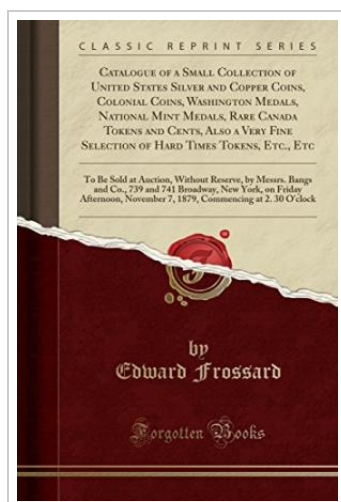 CLASSIC REPRINT SERIES
CATALOGUE OF A SMALL COLLECTION OF
UNITED STATES SILVER AND COPPER COINS,
COLONIAL COINS, WASHINGTON MEDALS,
NATIONAL MINT MEDALS, RARE CANADA
TOKENS AND CENTS, ALSO A VERY FINE
SELECTION OF HARD TIMES TOKENS, ETC., ETC
To Be Sold at Auction, Without Reserve, by Messrs. Bangs
and Co., 739 and 741 Broadway, New York, on Friday
Afternoon, November 7, 1879, Commencing at 2. 30 O'clock
by
Edward Frossard
Forgotten Books